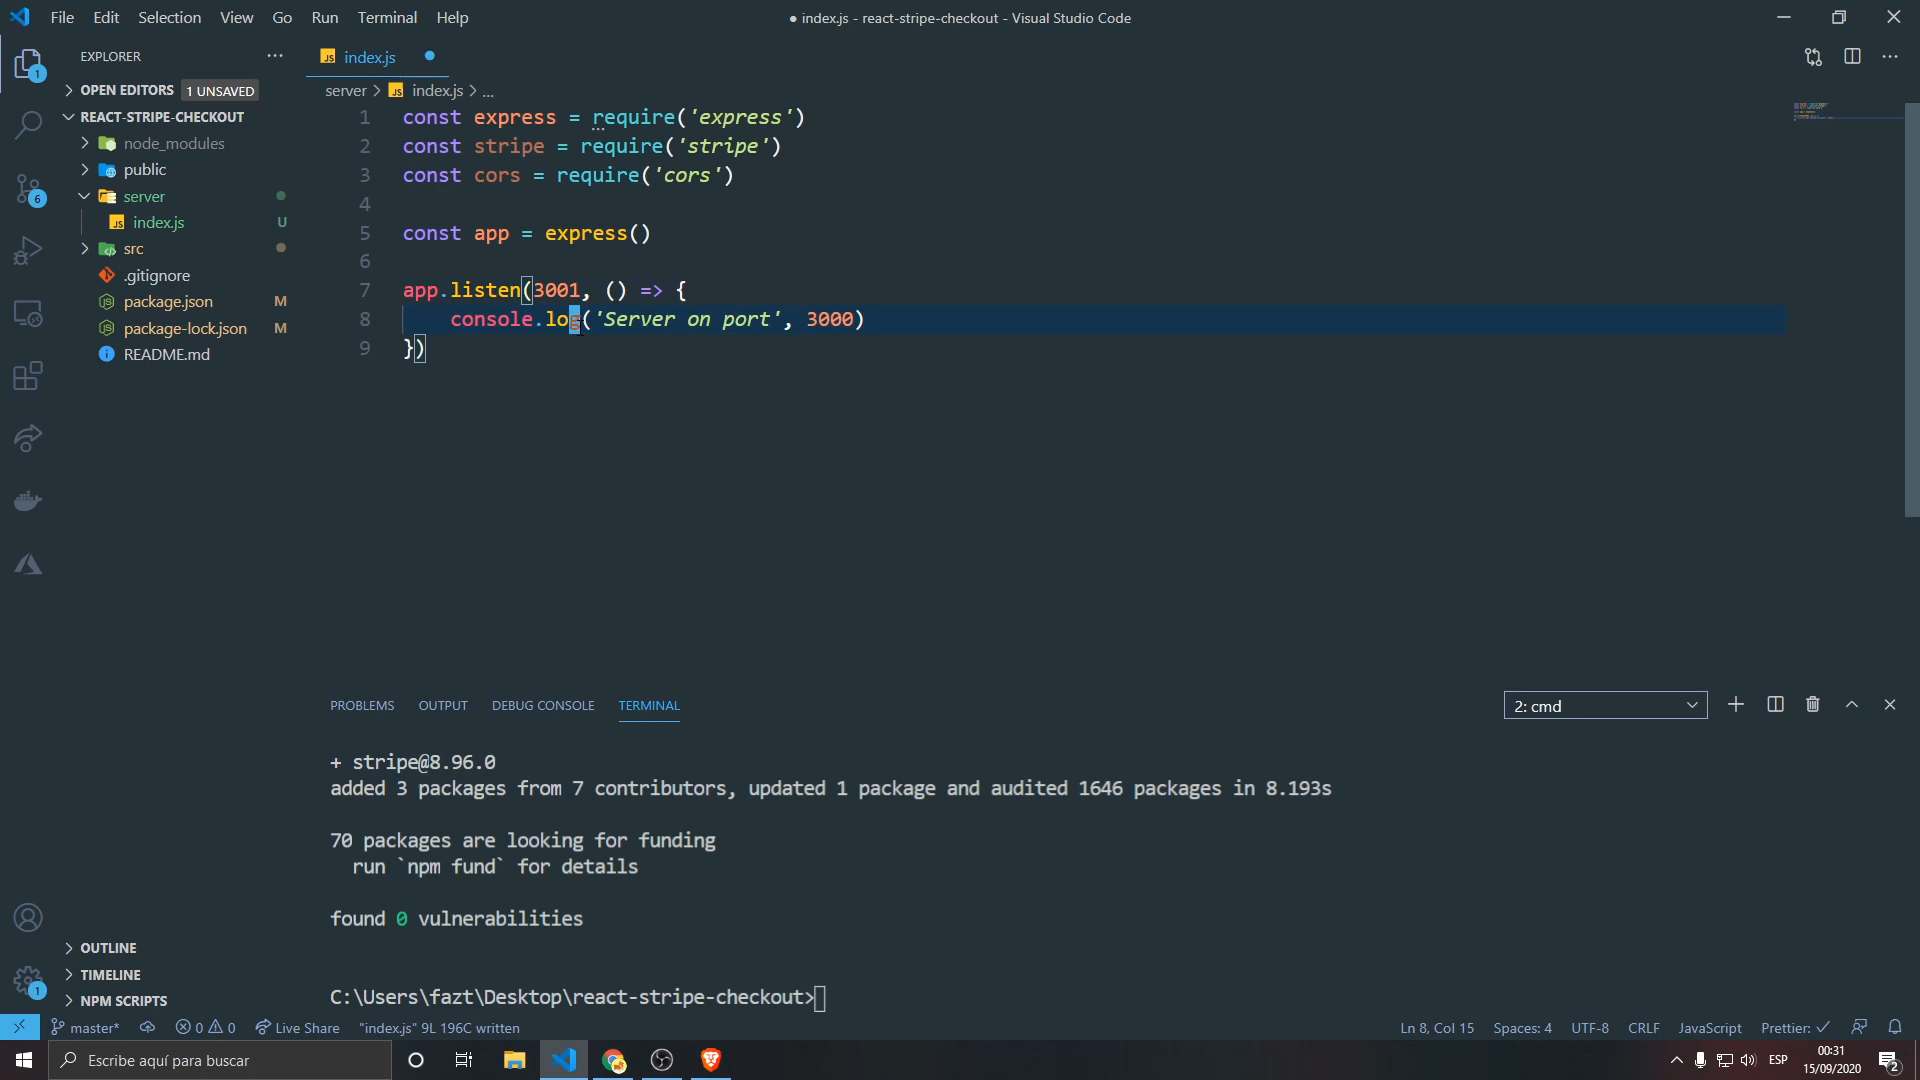 File Edit Selection View Go Run Terminal Help
● index.js - react-stripe-checkout - Visual Studio Code
EXPLORER
OPEN EDITORS 1 UNSAVED
REACT-STRIPE-CHECKOUT
node_modules
public
server
index.js U
src
.gitignore
package.json M
package-lock.json M
README.md
OUTLINE
TIMELINE
NPM SCRIPTS
1
6
1
JS index.js
server > JS index.js > ...
1 const express = require('express')
2 const stripe = require('stripe')
3 const cors = require('cors')
4
5 const app = express()
6
7 app.listen(3001, () => {
8 console.log('Server on port', 3000)
9 })
PROBLEMS OUTPUT DEBUG CONSOLE TERMINAL
2: cmd
+ stripe@8.96.0
added 3 packages from 7 contributors, updated 1 package and audited 1646 packages in 8.193s
70 packages are looking for funding
run `npm fund` for details
found 0 vulnerabilities
C:\Users\fazt\Desktop\react-stripe-checkout>
master* 0 0 Live Share "index.js" 9L 196C written
Ln 8, Col 15 Spaces: 4 UTF-8 CRLF JavaScript Prettier: ✓
Escribe aquí para buscar
ESP
00:31
15/09/2020
2